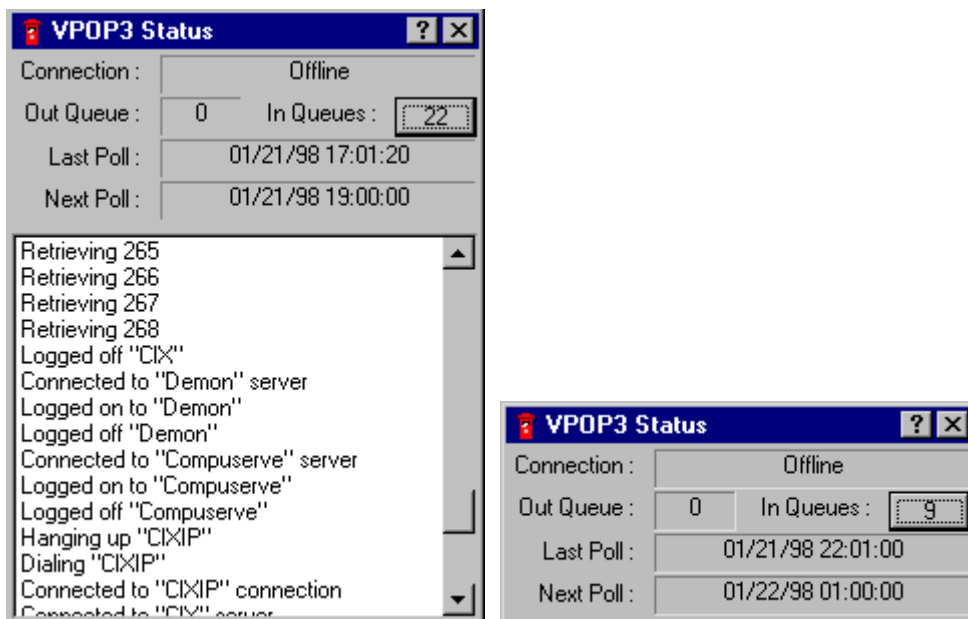 VPOP3 Status ? X
Connection : Offline
Out Queue : 0 In Queues : 22
Last Poll : 01/21/98 17:01:20
Next Poll : 01/21/98 19:00:00
Retrieving 265
Retrieving 266
Retrieving 267
Retrieving 268
Logged off "CIX"
Connected to "Demon" server
Logged on to "Demon"
Logged off "Demon"
Connected to "Compuserve" server
Logged on to "Compuserve"
Logged off "Compuserve"
Hanging up "CIXIP"
Dialing "CIXIP"
Connected to "CIXIP" connection
Connected to "CIX" server
VPOP3 Status ? X
Connection : Offline
Out Queue : 0 In Queues : 9
Last Poll : 01/21/98 22:01:00
Next Poll : 01/22/98 01:00:00